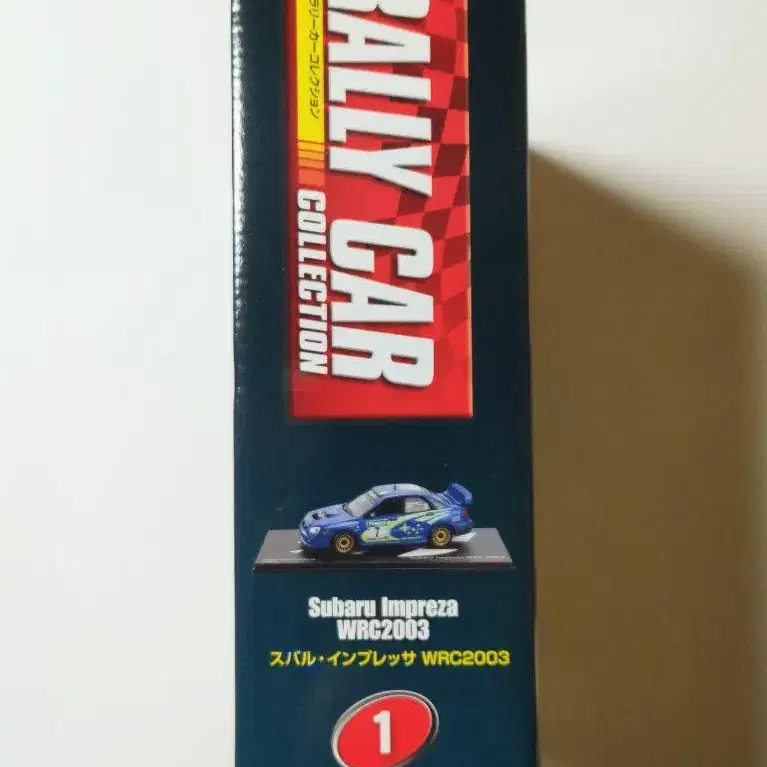 ラリーカーコレクション
RALLY CAR
COLLECTION
7
Subaru Impreza
WRC2003
スバル・インプレッサ WRC2003
1